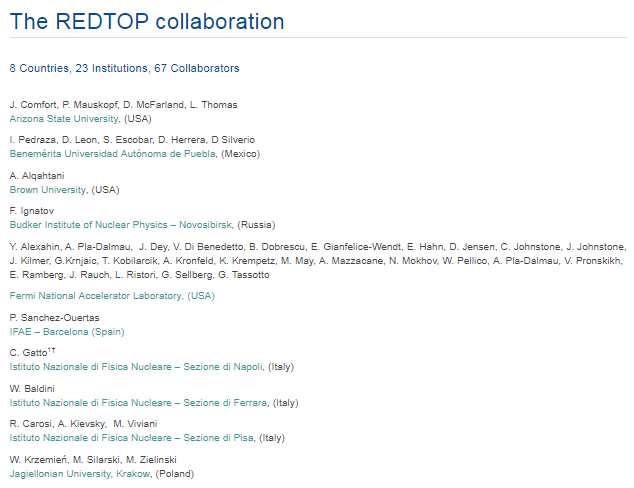 The REDTOP collaboration
8 Countries, 23 Institutions, 67 Collaborators
J. Comfort, P. Mauskopf, D. McFarland, L. Thomas
Arizona State University, (USA)
I. Pedraza, D. Leon, S. Escobar, D. Herrera, D Silverio
Benemérita Universidad Autónoma de Puebla, (Mexico)
A. Alqahtani
Brown University, (USA)
F. Ignatov
Budker Institute of Nuclear Physics – Novosibirsk, (Russia)
Y. Alexahin, A. Pla-Dalmau, J. Dey, V. Di Benedetto, B. Dobrescu, E. Gianfelice-Wendt, E. Hahn, D. Jensen, C. Johnstone, J. Johnstone,
J. Kilmer, G.Krnjaic, T. Kobilarcik, A. Kronfeld, K. Krempetz, M. May, A. Mazzacane, N. Mokhov, W. Pellico, A. Pla-Dalmau, V. Pronskikh,
E. Ramberg, J. Rauch, L. Ristori, G. Sellberg, G. Tassotto
Fermi National Accelerator Laboratory, (USA)
P. Sanchez-Ouertas
IFAE – Barcelona (Spain)
C. Gatto¹†
Istituto Nazionale di Fisica Nucleare – Sezione di Napoli, (Italy)
W. Baldini
Istituto Nazionale di Fisica Nucleare – Sezione di Ferrara, (Italy)
R. Carosi, A. Kievsky, M. Viviani
Istituto Nazionale di Fisica Nucleare – Sezione di Pisa, (Italy)
W. Krzemień, M. Silarski, M. Zielinski
Jagiellonian University, Krakow, (Poland)